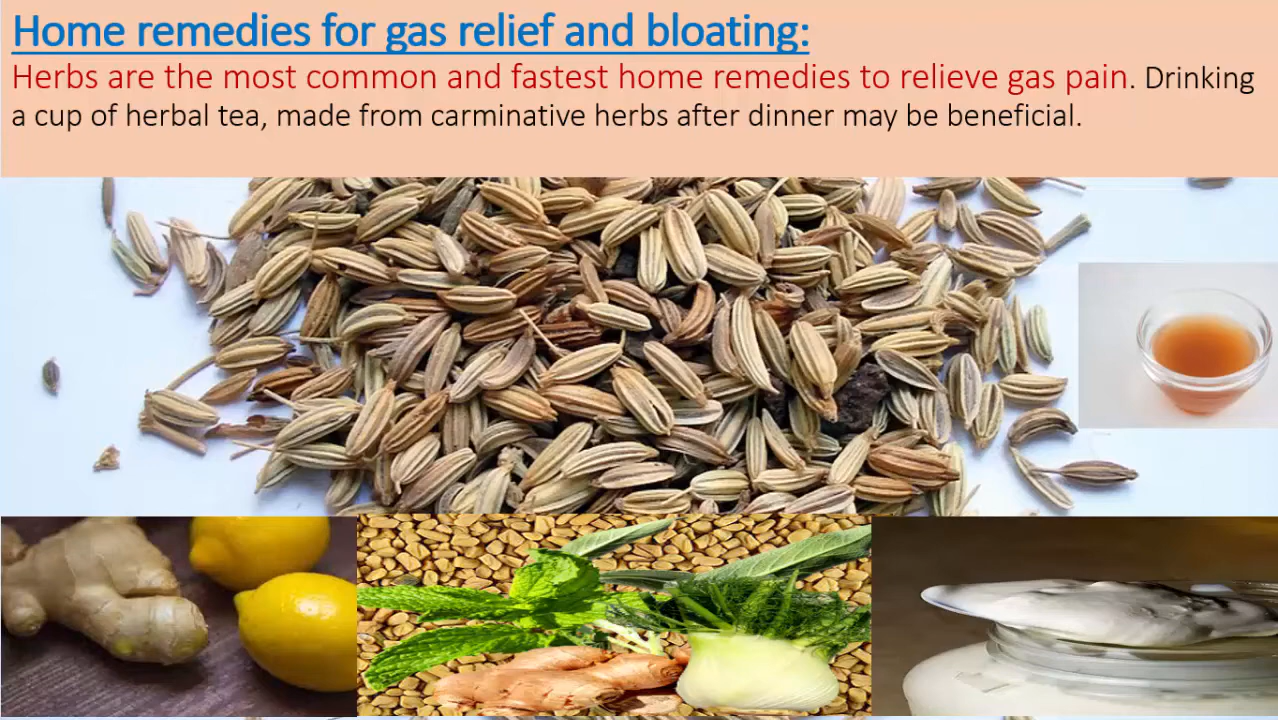 Home remedies for gas relief and bloating:
Herbs are the most common and fastest home remedies to relieve gas pain. Drinking
a cup of herbal tea, made from carminative herbs after dinner may be beneficial.